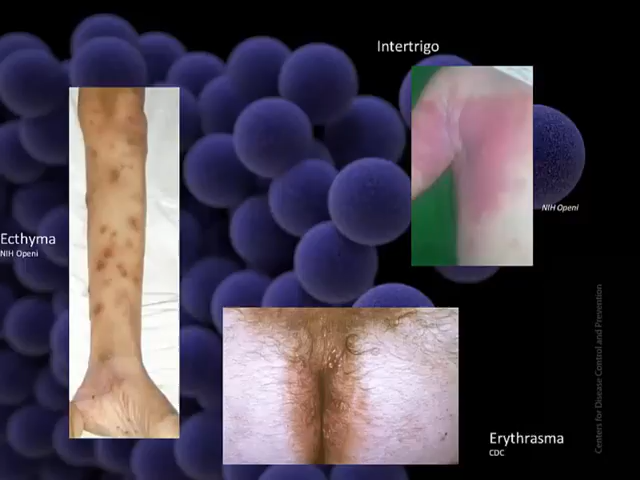 Intertrigo
NIH Openi
Ecthyma
NIH Openi
Erythrasma
CDC
Centers for Disease Control and Prevention